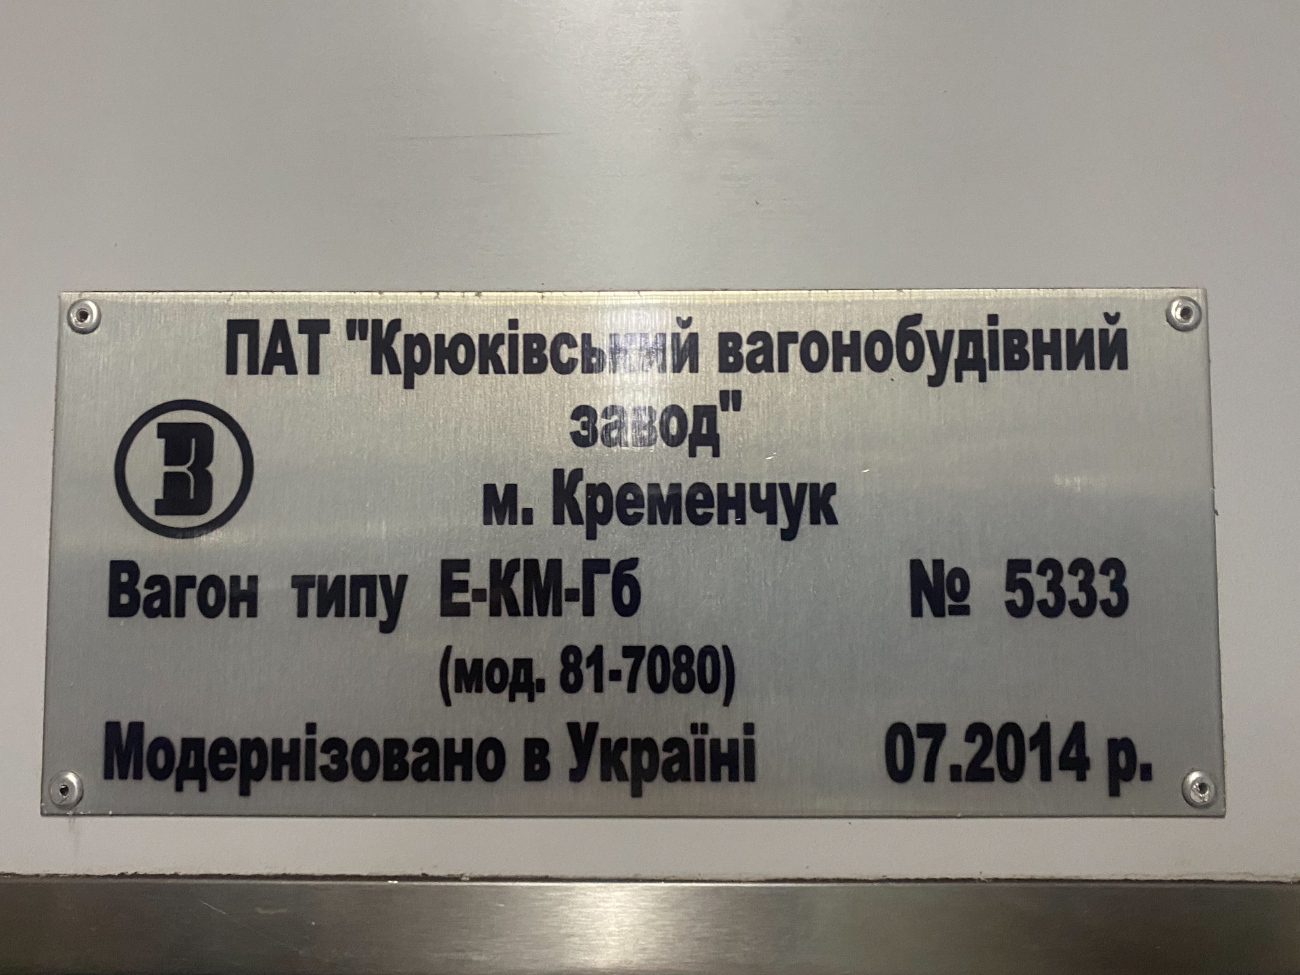 ПАТ "Крюківський вагонобудівний
завод"
м. Кременчук
В
Вагон типу Е-КМ-Гб № 5333
(мод. 81-7080)
Модернізовано в Україні 07.2014 р.